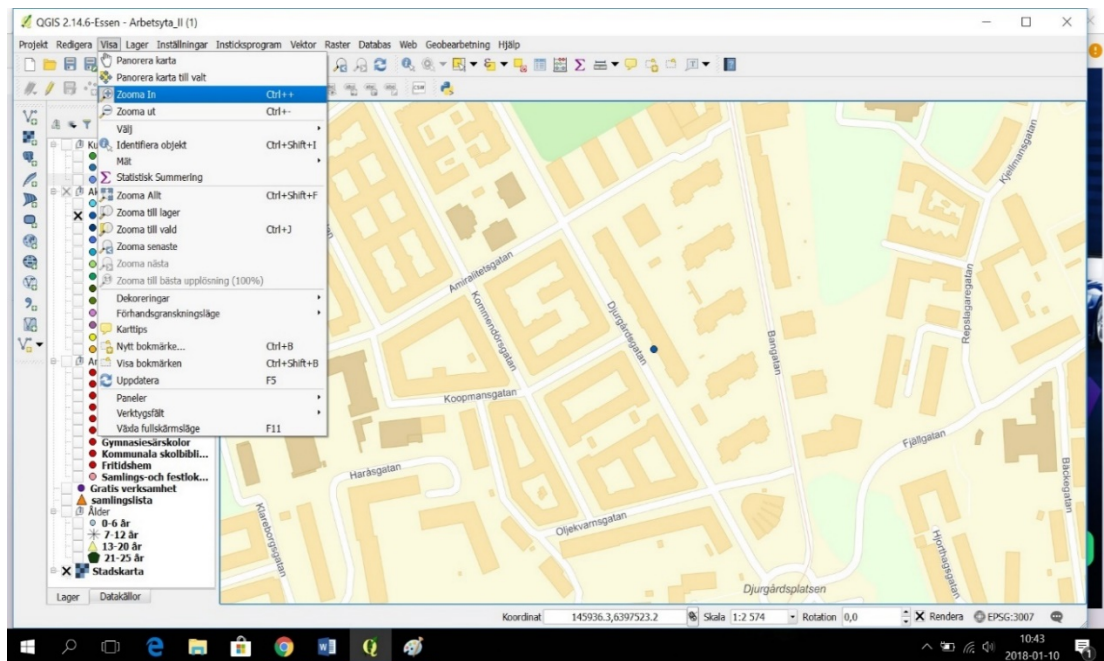 QGIS 2.14.6-Essen - Arbetsyta_II (1)
Projekt Redigera Visa Lager Inställningar Insticksprogram Vektor Raster Databas Web Geobearbetning Hjälp
Panorera karta
Panorera karta till valt
Zooma In Ctrl++
Zooma ut Ctrl+-
Välj
Identifiera objekt Ctrl+Shift+I
Mät
Statistisk Summering
Zooma Allt Ctrl+Shift+F
Zooma till lager
Zooma till vald Ctrl+J
Zooma senaste
Zooma nästa
Zooma till bästa upplösning (100%)
Dekoreringar
Förhandsgranskningsläge
Karttips
Nytt bokmärke... Ctrl+B
Visa bokmärken Ctrl+Shift+B
Uppdatera F5
Paneler
Verktygsfält
Växla fullskärmsläge F11
Ku
Ak
An
Gymnasiesärskolor
Kommunala skolbibli...
Fritidshem
Samlings-och festlok...
Gratis verksamhet
samlingslista
Ålder
0-6 år
7-12 år
13-20 år
21-25 år
Stadskarta
Lager Datakällor
Kjellmansgatan
Amiralitetsgatan
Kommendörsgatan
Djurgårdsgatan
Bangatan
Repslagaregatan
Koopmansgatan
Fjällgatan
Haråsgatan
Klareborgsgatan
Oljekvarnsgatan
Backegatan
Hjorthagsgatan
Djurgårdsplatsen
Koordinat 145936.3,6397523.2 Skala 1:2 574 Rotation 0,0 Rendera EPSG:3007
10:43
2018-01-10